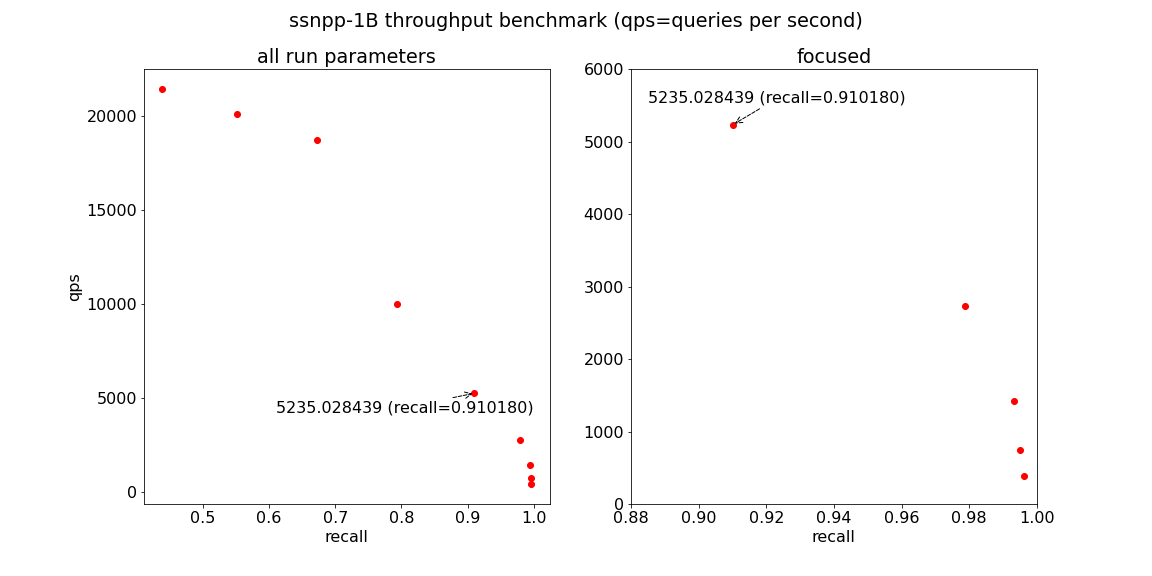 ssnpp-1B throughput benchmark (qps=queries per second)
all run parameters
20000
15000
10000
5000
0
qps
5235.028439 (recall=0.910180)
0.5 0.6 0.7 0.8 0.9 1.0
recall
focused
6000
5000
4000
3000
2000
1000
0
5235.028439 (recall=0.910180)
0.88 0.90 0.92 0.94 0.96 0.98 1.00
recall